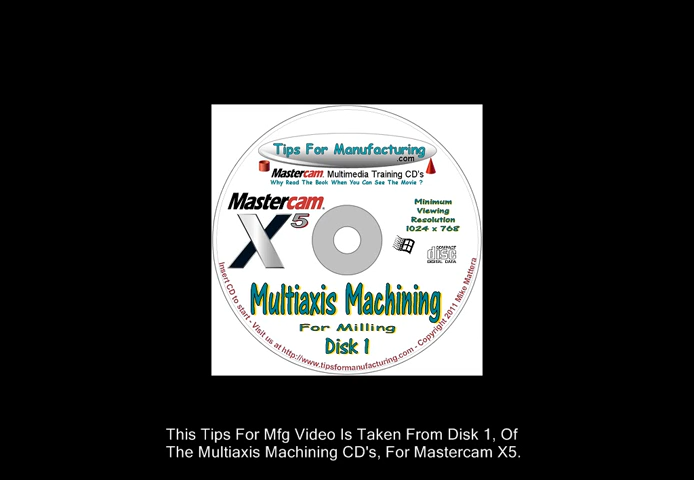 Tips For Manufacturing
.com
Mastercam. Multimedia Training CD's
Why Read The Book When You Can See The Movie ?
Mastercam.
X5
Minimum
Viewing
Resolution
1024 x 768
COMPACT
disc
DIGITAL DATA
Multiaxis Machining
For Milling
Disk 1
Insert CD to start - Visit us at http://www.tipsformanufacturing.com - Copyright 2011 Mike Mattera
This Tips For Mfg Video Is Taken From Disk 1, Of
The Multiaxis Machining CD's, For Mastercam X5.